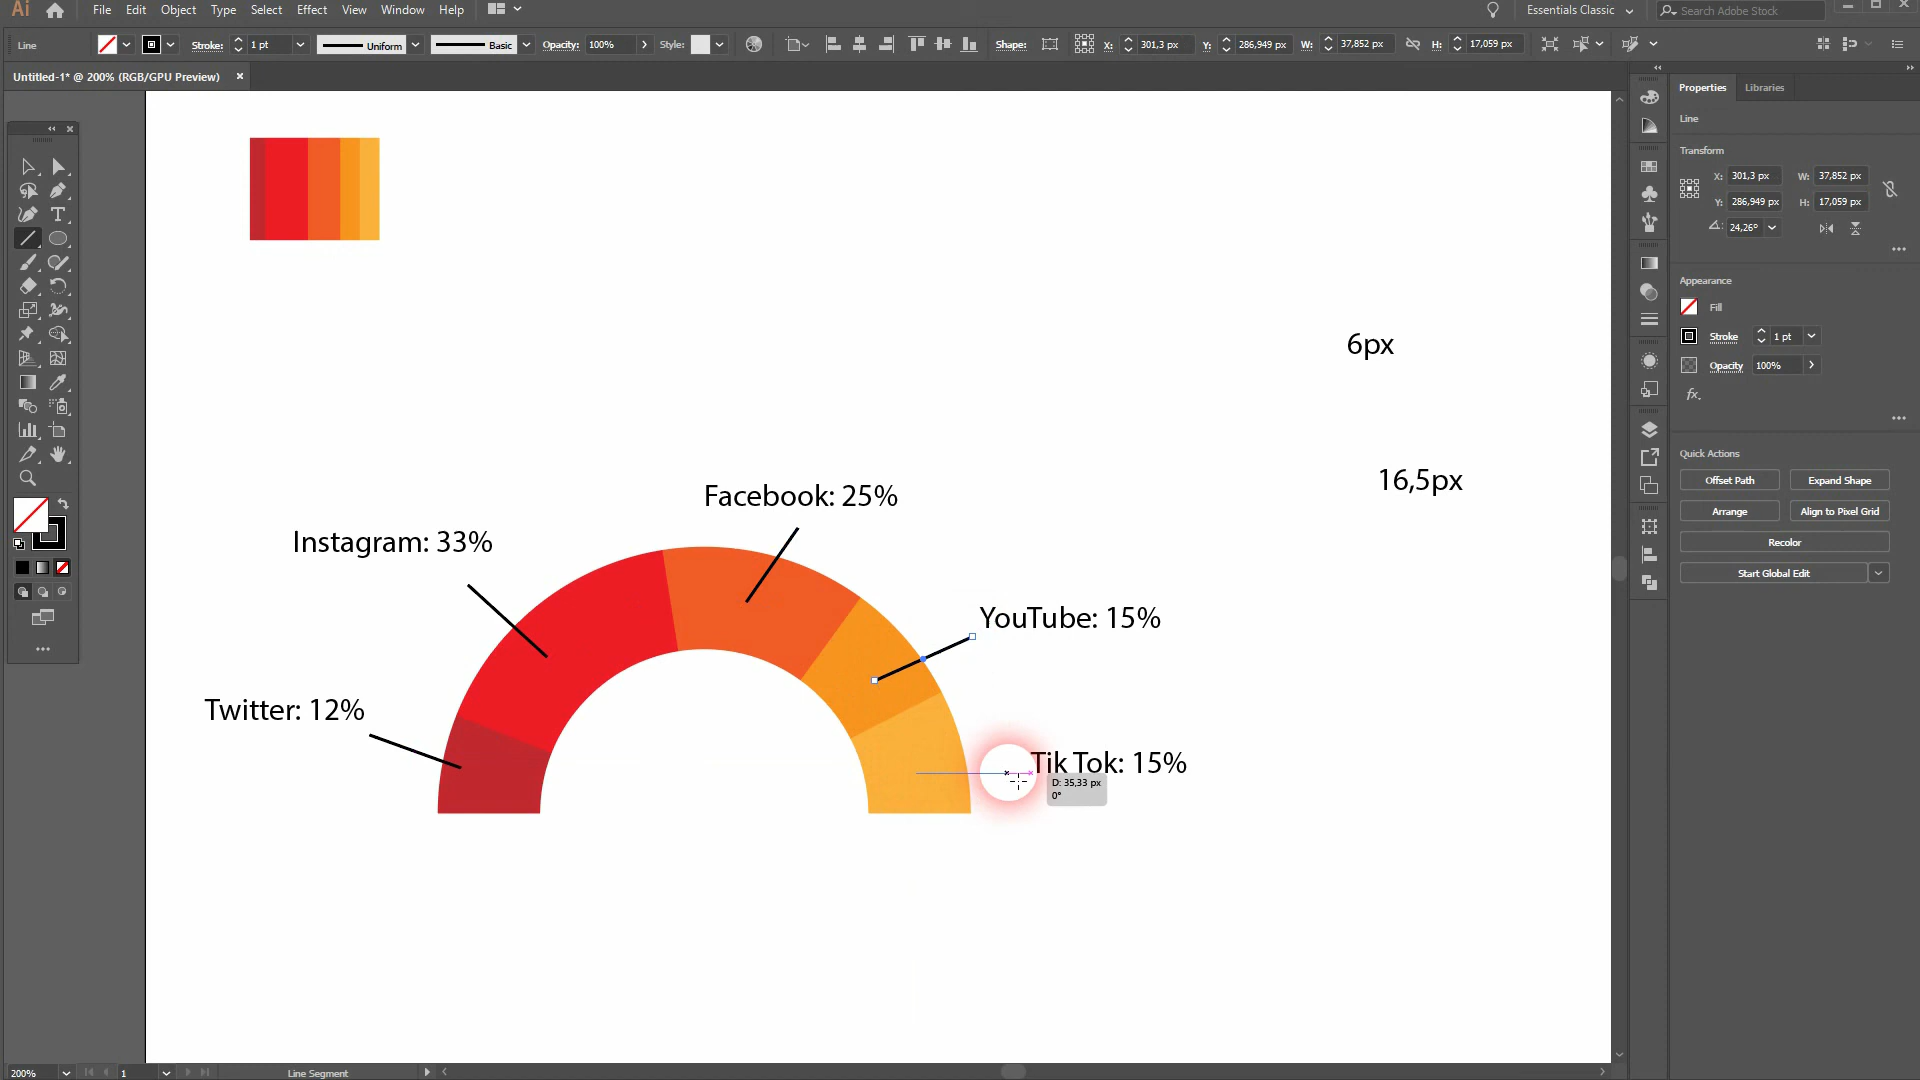 Ai File Edit Object Type Select Effect View Window Help Essentials Classic Search Adobe Stock
Line Stroke: 1 pt Uniform Basic Opacity: 100% Style: Shape: X: 301,3 px Y: 286,949 px W: 37,852 px H: 17,059 px
Untitled-1* @ 200% (RGB/GPU Preview)
Properties Libraries
Line
Transform
X: 301,3 px W: 37,852 px
Y: 286,949 px H: 17,059 px
24,26°
Appearance
Fill
Stroke 1 pt
Opacity 100%
fx.
Quick Actions
Offset Path Expand Shape
Arrange Align to Pixel Grid
Recolor
Start Global Edit
6px
16,5px
Facebook: 25%
Instagram: 33%
YouTube: 15%
Twitter: 12%
Tik Tok: 15%
D: 35,33 px
0°
200% 1 Line Segment